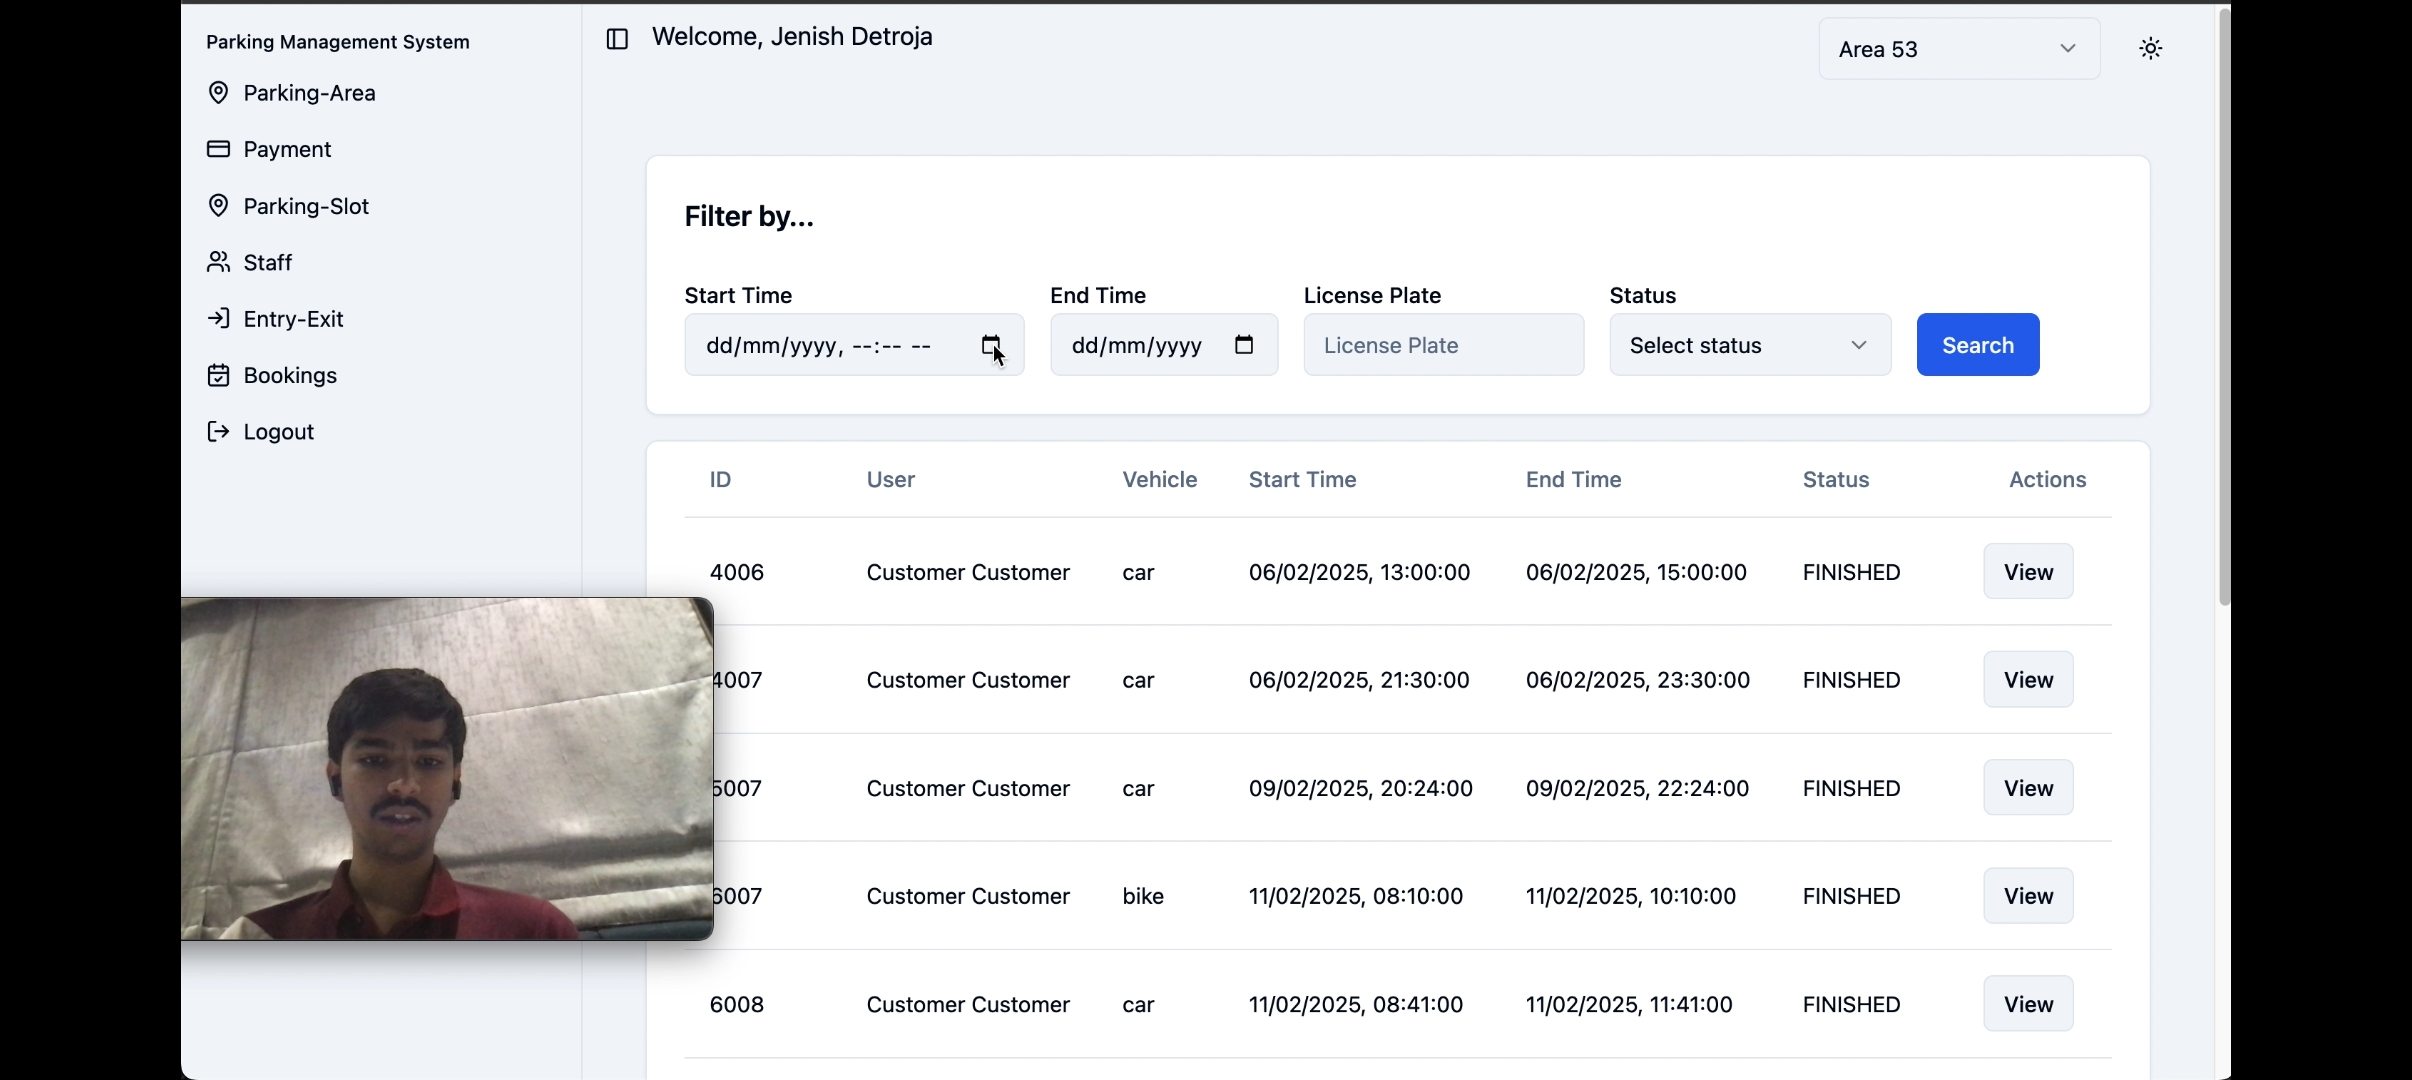 Parking Management System
Parking-Area
Payment
Parking-Slot
Staff
Entry-Exit
Bookings
Logout
Welcome, Jenish Detroja
Area 53
Filter by...
Start Time End Time License Plate Status
dd/mm/yyyy, --:-- -- dd/mm/yyyy License Plate Select status Search
ID User Vehicle Start Time End Time Status Actions
4006 Customer Customer car 06/02/2025, 13:00:00 06/02/2025, 15:00:00 FINISHED View
4007 Customer Customer car 06/02/2025, 21:30:00 06/02/2025, 23:30:00 FINISHED View
5007 Customer Customer car 09/02/2025, 20:24:00 09/02/2025, 22:24:00 FINISHED View
6007 Customer Customer bike 11/02/2025, 08:10:00 11/02/2025, 10:10:00 FINISHED View
6008 Customer Customer car 11/02/2025, 08:41:00 11/02/2025, 11:41:00 FINISHED View